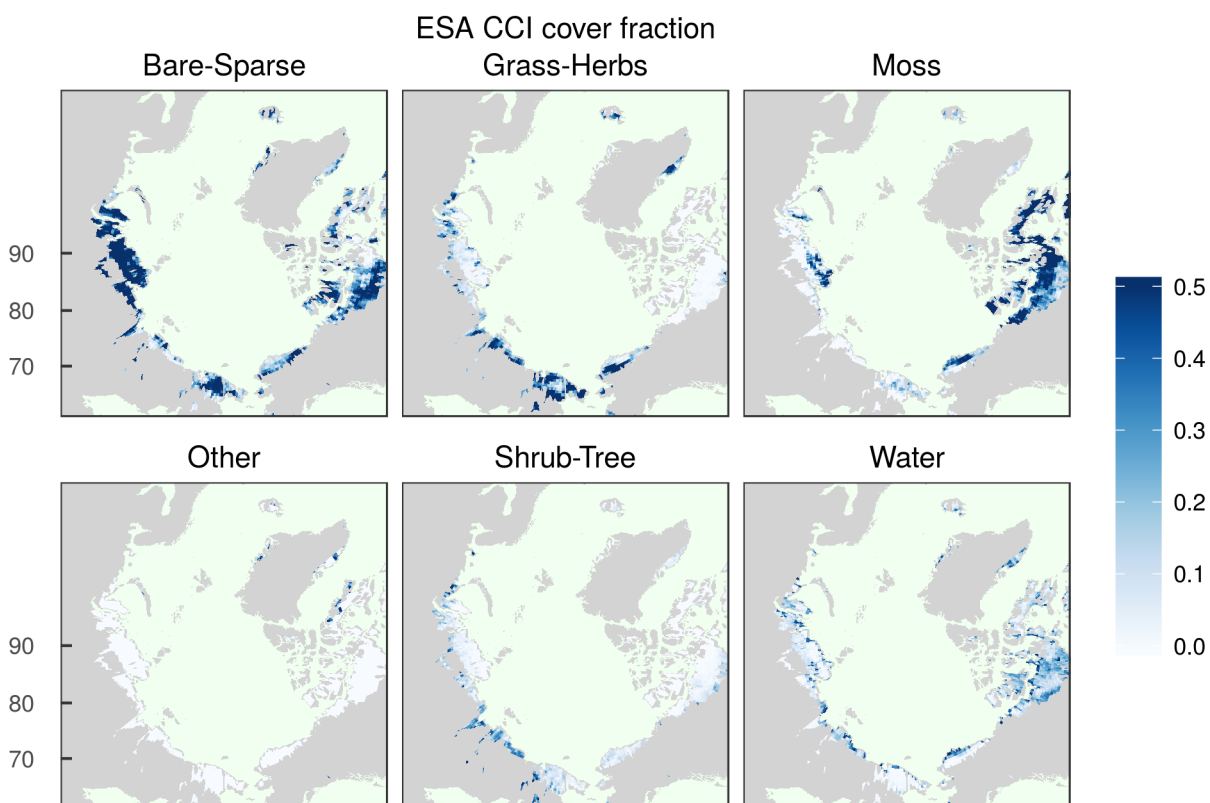 ESA CCI cover fraction
Bare-Sparse
Grass-Herbs
Moss
90
80
70
Other
Shrub-Tree
Water
90
80
70
0.5
0.4
0.3
0.2
0.1
0.0